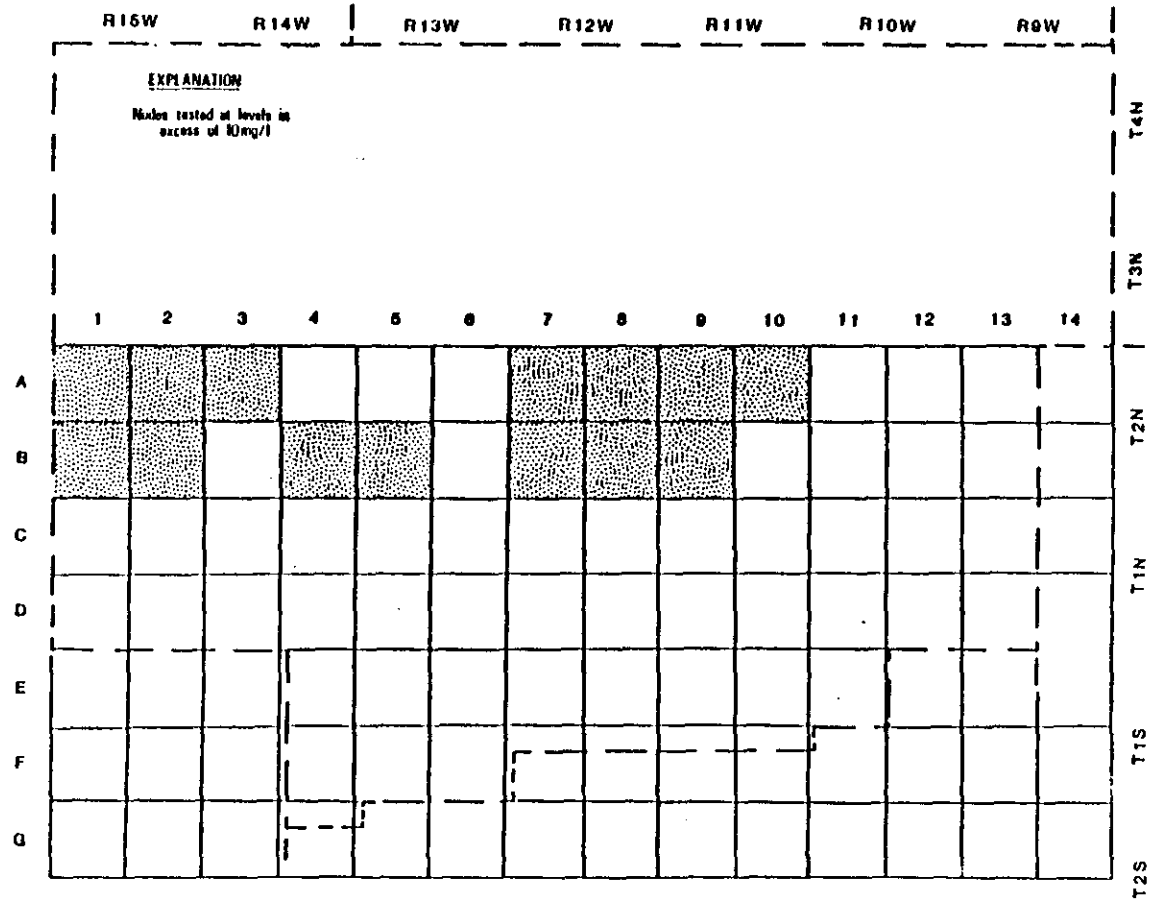 R15W R14W R13W R12W R11W R10W R9W
EXPLANATION
Nodes tested at levels in
excess of 10mg/l
T4N
T3N
1 2 3 4 5 6 7 8 9 10 11 12 13 14
A
T2N
B
C
T1N
D
E
T1S
F
G
T2S